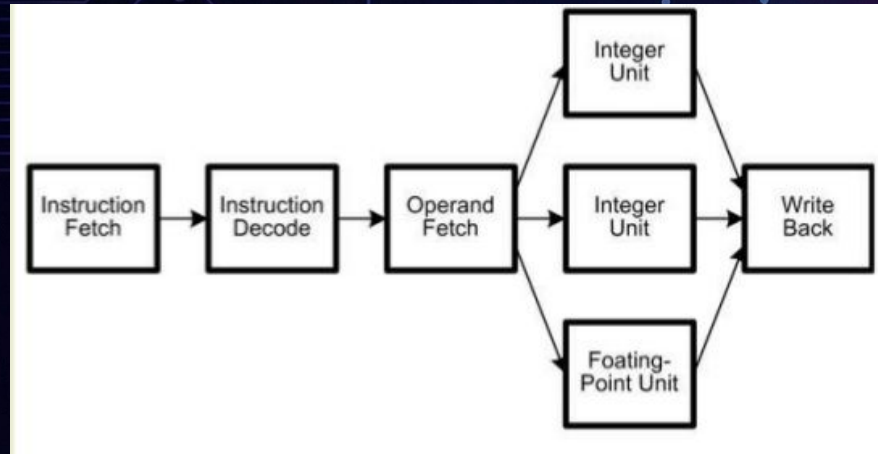 Integer
Unit
Instruction
Fetch
Instruction
Decode
Operand
Fetch
Integer
Unit
Write
Back
Foating-
Point Unit